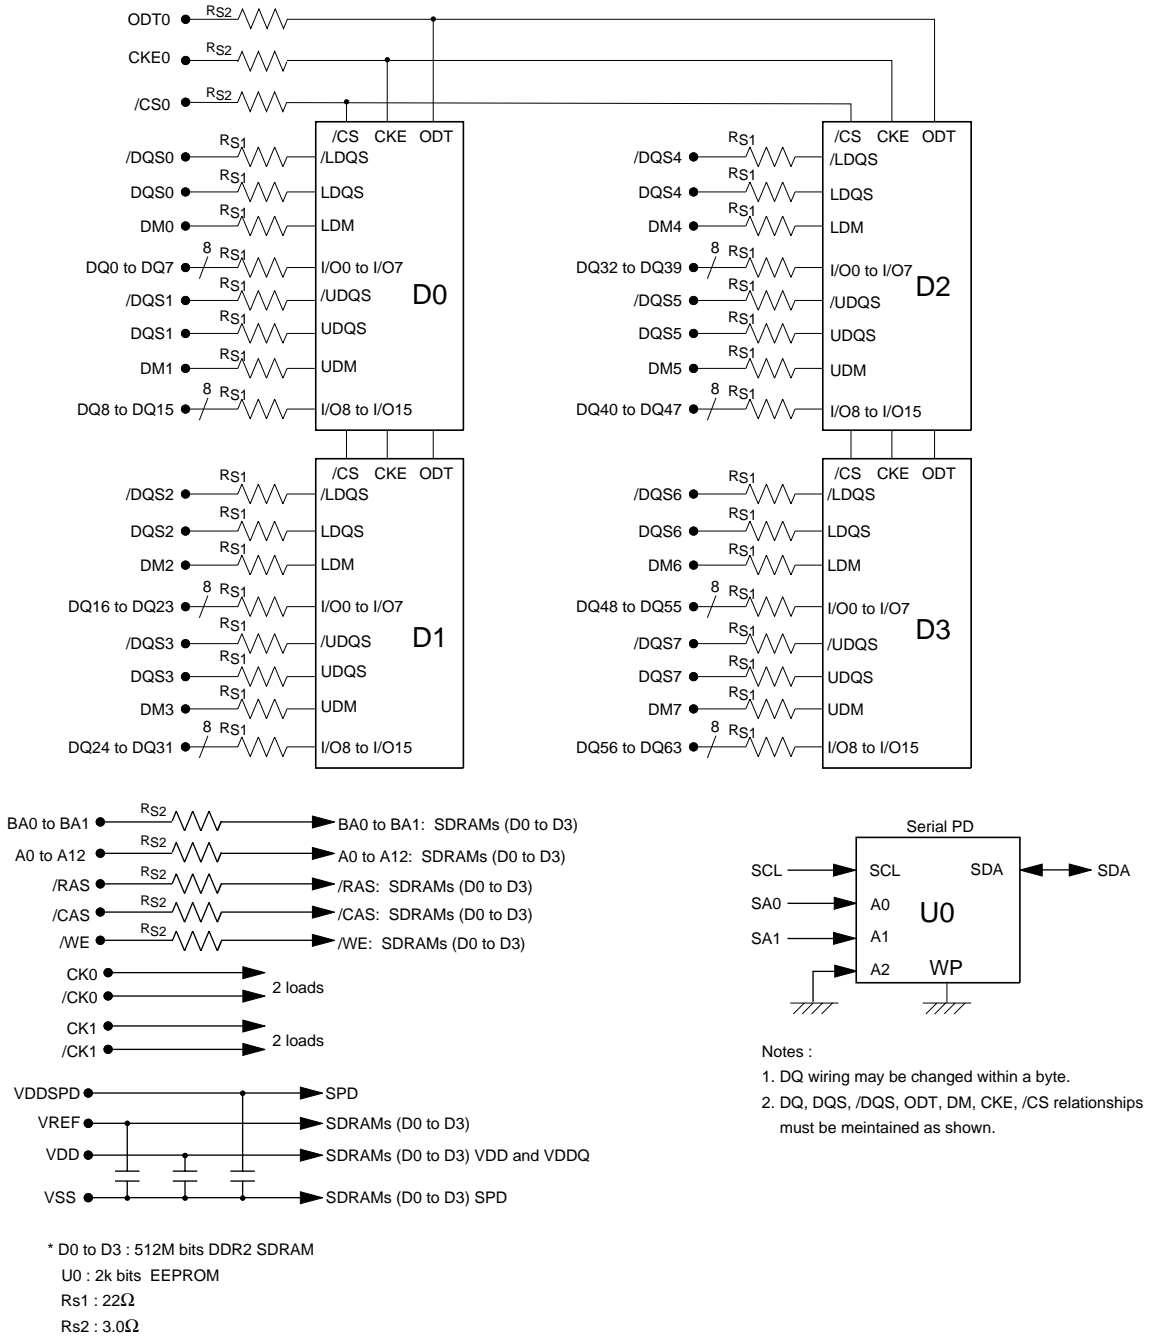 ODT0 RS2
CKE0 RS2
/CS0 RS2
/CS CKE ODT
/DQS0 RS1 /LDQS
DQS0 RS1 LDQS
DM0 RS1 LDM
DQ0 to DQ7 8 RS1 I/O0 to I/O7
/DQS1 RS1 /UDQS
D0
DQS1 RS1 UDQS
DM1 RS1 UDM
DQ8 to DQ15 8 RS1 I/O8 to I/O15
/CS CKE ODT
/DQS4 RS1 /LDQS
DQS4 RS1 LDQS
DM4 RS1 LDM
DQ32 to DQ39 8 RS1 I/O0 to I/O7
/DQS5 RS1 /UDQS
D2
DQS5 RS1 UDQS
DM5 RS1 UDM
DQ40 to DQ47 8 RS1 I/O8 to I/O15
/CS CKE ODT
/DQS2 RS1 /LDQS
DQS2 RS1 LDQS
DM2 RS1 LDM
DQ16 to DQ23 8 RS1 I/O0 to I/O7
/DQS3 RS1 /UDQS
D1
DQS3 RS1 UDQS
DM3 RS1 UDM
DQ24 to DQ31 8 RS1 I/O8 to I/O15
/CS CKE ODT
/DQS6 RS1 /LDQS
DQS6 RS1 LDQS
DM6 RS1 LDM
DQ48 to DQ55 8 RS1 I/O0 to I/O7
/DQS7 RS1 /UDQS
D3
DQS7 RS1 UDQS
DM7 RS1 UDM
DQ56 to DQ63 8 RS1 I/O8 to I/O15
BA0 to BA1 RS2 BA0 to BA1: SDRAMs (D0 to D3)
A0 to A12 RS2 A0 to A12: SDRAMs (D0 to D3)
/RAS RS2 /RAS: SDRAMs (D0 to D3)
/CAS RS2 /CAS: SDRAMs (D0 to D3)
/WE RS2 /WE: SDRAMs (D0 to D3)
CK0
/CK0
2 loads
CK1
/CK1
2 loads
VDDSPD SPD
VREF SDRAMs (D0 to D3)
VDD SDRAMs (D0 to D3) VDD and VDDQ
VSS SDRAMs (D0 to D3) SPD
Serial PD
SCL SCL SDA SDA
SA0 A0
U0
SA1 A1
A2 WP
Notes :
1. DQ wiring may be changed within a byte.
2. DQ, DQS, /DQS, ODT, DM, CKE, /CS relationships
must be meintained as shown.
* D0 to D3 : 512M bits DDR2 SDRAM
U0 : 2k bits EEPROM
Rs1 : 22Ω
Rs2 : 3.0Ω